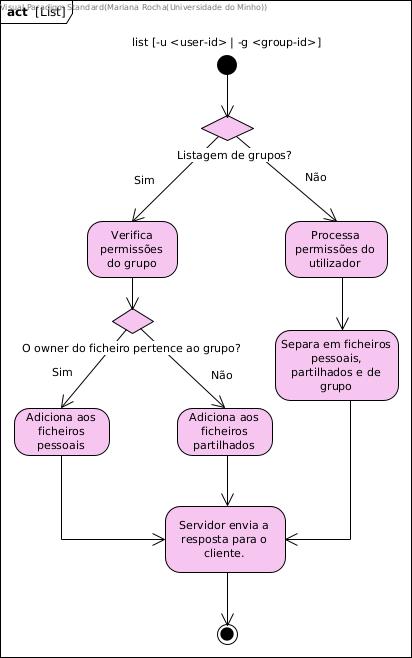 Visual Paradigm Standard(Mariana Rocha(Universidade do Minho))
act [List]
list [-u <user-id> | -g <group-id>]
Listagem de grupos?
Sim
Não
Verifica
permissões
do grupo
Processa
permissões do
utilizador
O owner do ficheiro pertence ao grupo?
Sim
Não
Separa em ficheiros
pessoais,
partilhados e de
grupo
Adiciona aos
ficheiros
pessoais
Adiciona aos
ficheiros
partilhados
Servidor envia a
resposta para o
cliente.